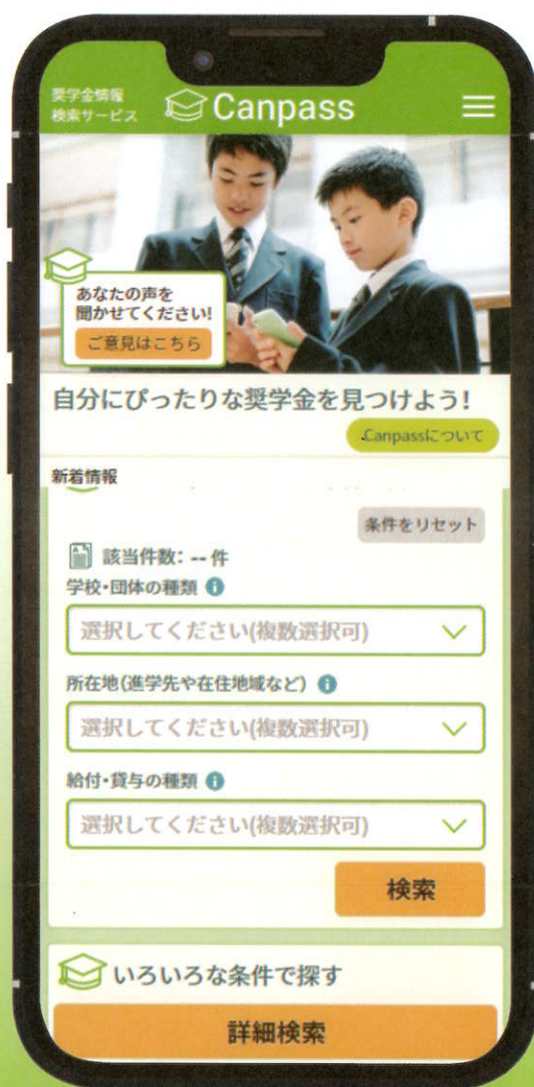 奨学金情報
検索サービス
Canpass
あなたの声を
聞かせてください!
ご意見はこちら
自分にぴったりな奨学金を見つけよう!
Canpassについて
新着情報
条件をリセット
該当件数: -- 件
学校・団体の種類
選択してください(複数選択可)
所在地(進学先や在住地域など)
選択してください(複数選択可)
給付・貸与の種類
選択してください(複数選択可)
検索
いろいろな条件で探す
詳細検索